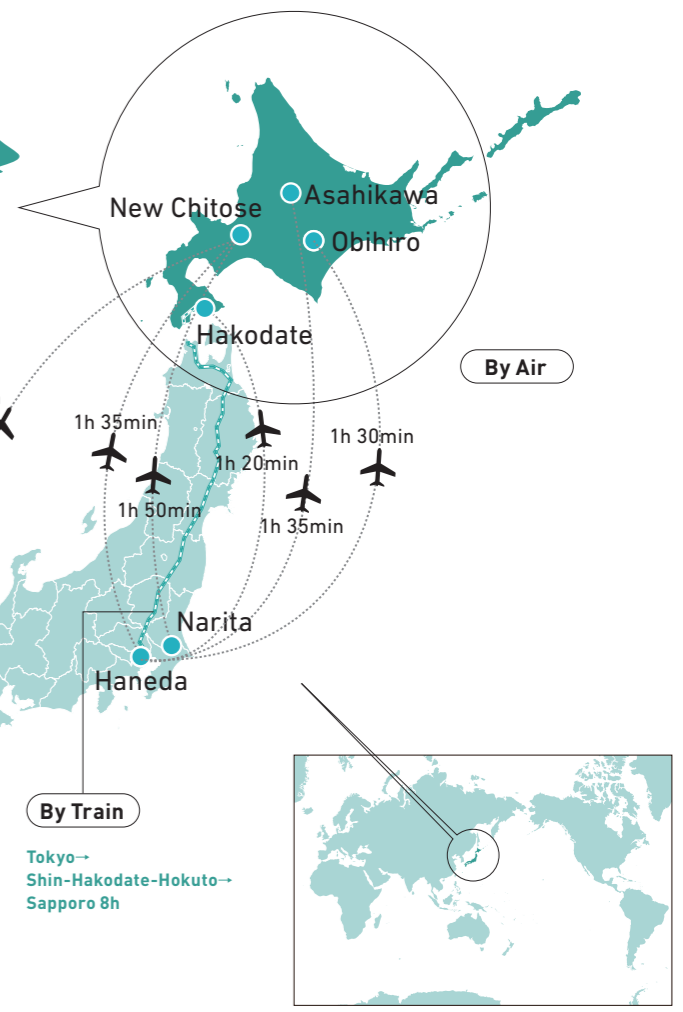 Asahikawa
New Chitose
Obihiro
Hakodate
By Air
1h 35min
1h 30min
1h 20min
1h 50min
1h 35min
Narita
Haneda
By Train
Tokyo→
Shin-Hakodate-Hokuto→
Sapporo 8h